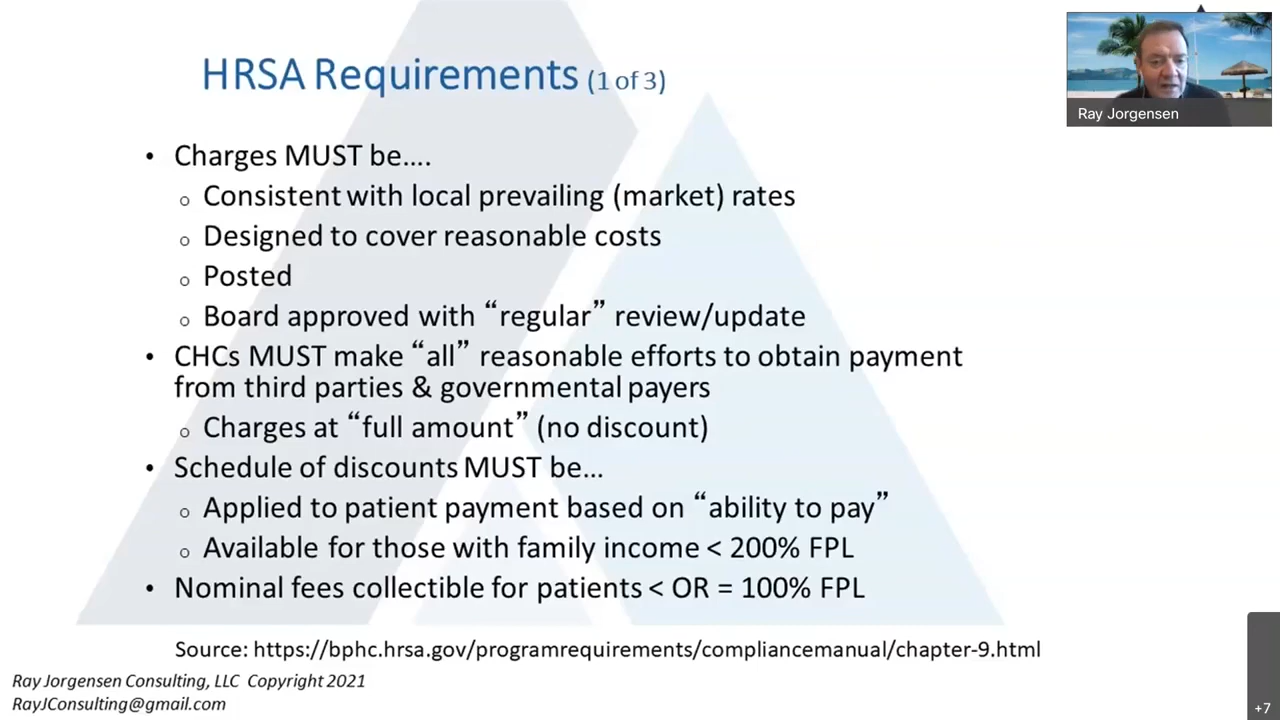 HRSA Requirements (1 of 3)
Ray Jorgensen
• Charges MUST be….
o Consistent with local prevailing (market) rates
o Designed to cover reasonable costs
o Posted
o Board approved with “regular” review/update
• CHCs MUST make “all” reasonable efforts to obtain payment
from third parties & governmental payers
o Charges at “full amount” (no discount)
• Schedule of discounts MUST be…
o Applied to patient payment based on “ability to pay”
o Available for those with family income < 200% FPL
• Nominal fees collectible for patients < OR = 100% FPL
Source: https://bphc.hrsa.gov/programrequirements/compliancemanual/chapter-9.html
Ray Jorgensen Consulting, LLC Copyright 2021
RayJConsulting@gmail.com
+7